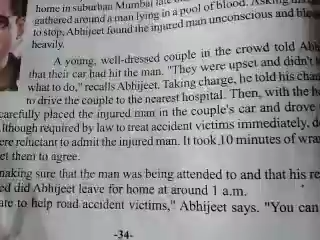 home in suburban Mumbai late
gathered around a man lying in a pool of blood. Asking his
to stop, Abhijeet found the injured man unconscious and
heavily.
A young, well-dressed couple in the crowd told
that their car had hit the man. "They were upset and didn't
what to do," recalls Abhijeet. Taking charge, he told his
to drive the couple to the nearest hospital. Then, with the
carefully placed the injured man in the couple's car and drove
lthough required by law to treat accident victims immediately,
ere reluctant to admit the injured man. It took 10 minutes of
et them to agree.
naking sure that the man was being attended to and that his
ed did Abhijeet leave for home at around 1 a.m.
ate to help road accident victims," Abhijeet says. "You can
-34-